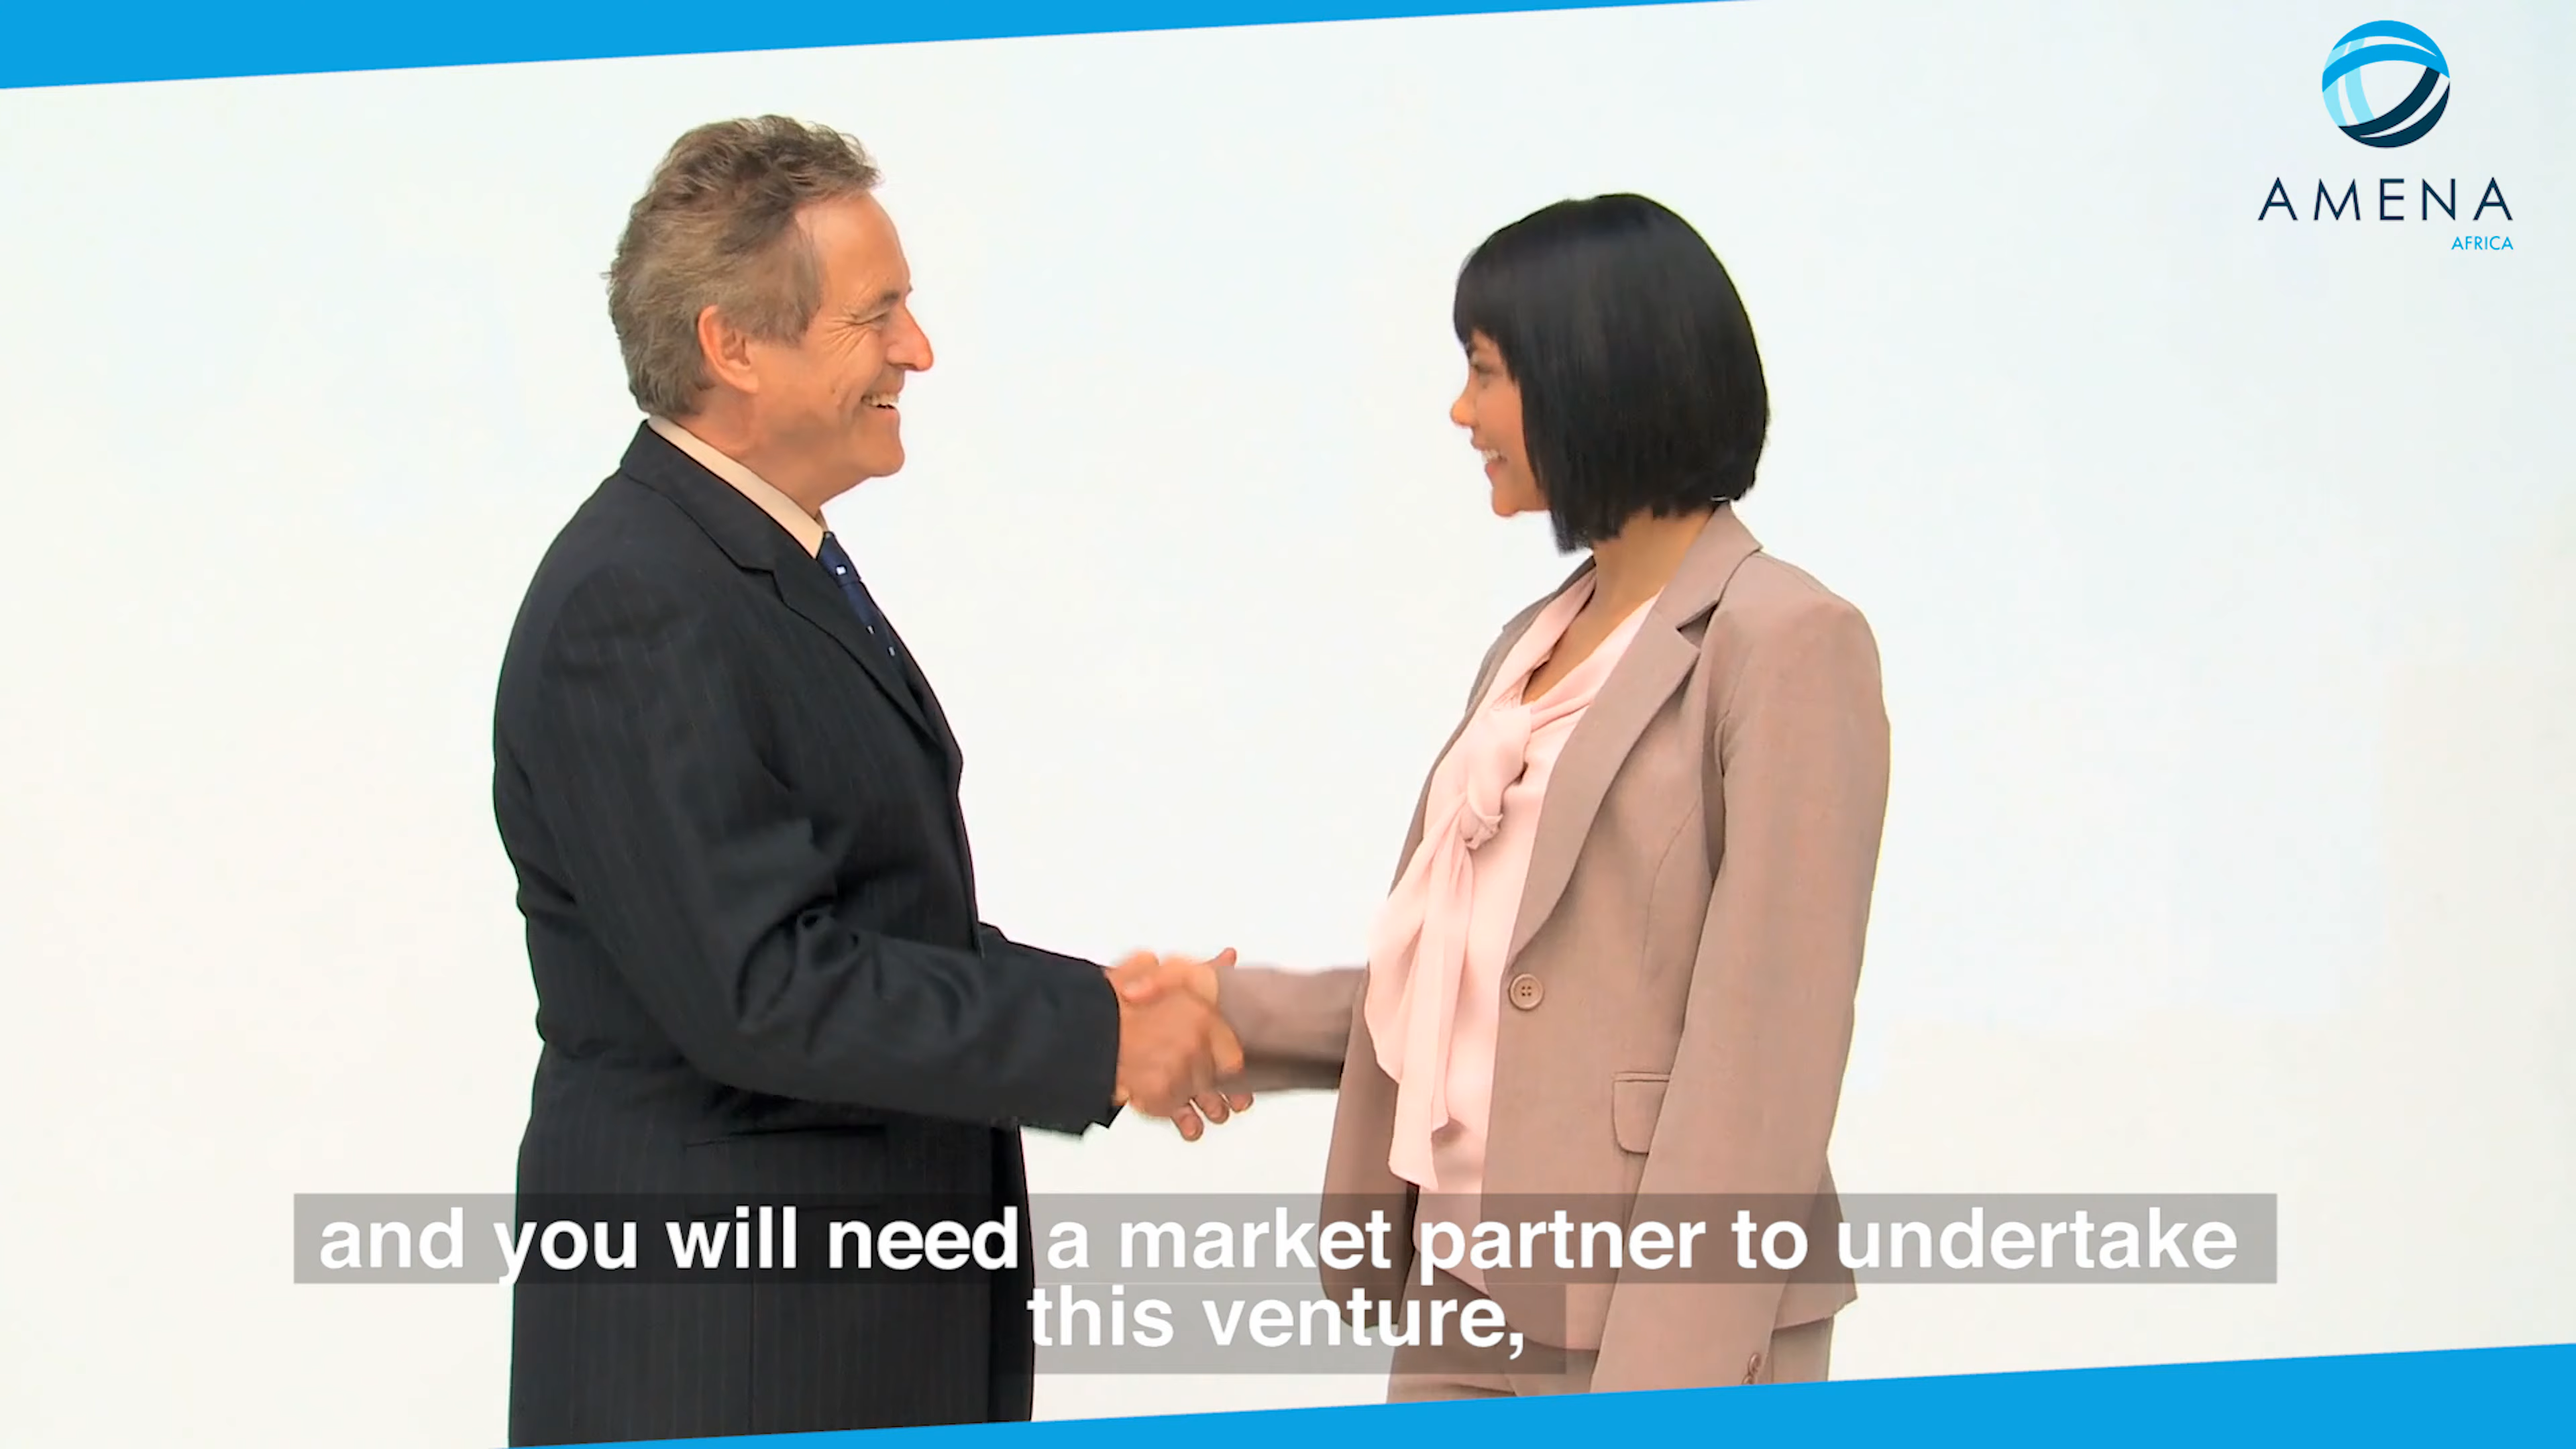 AMENA
AFRICA
and you will need a market partner to undertake
this venture,